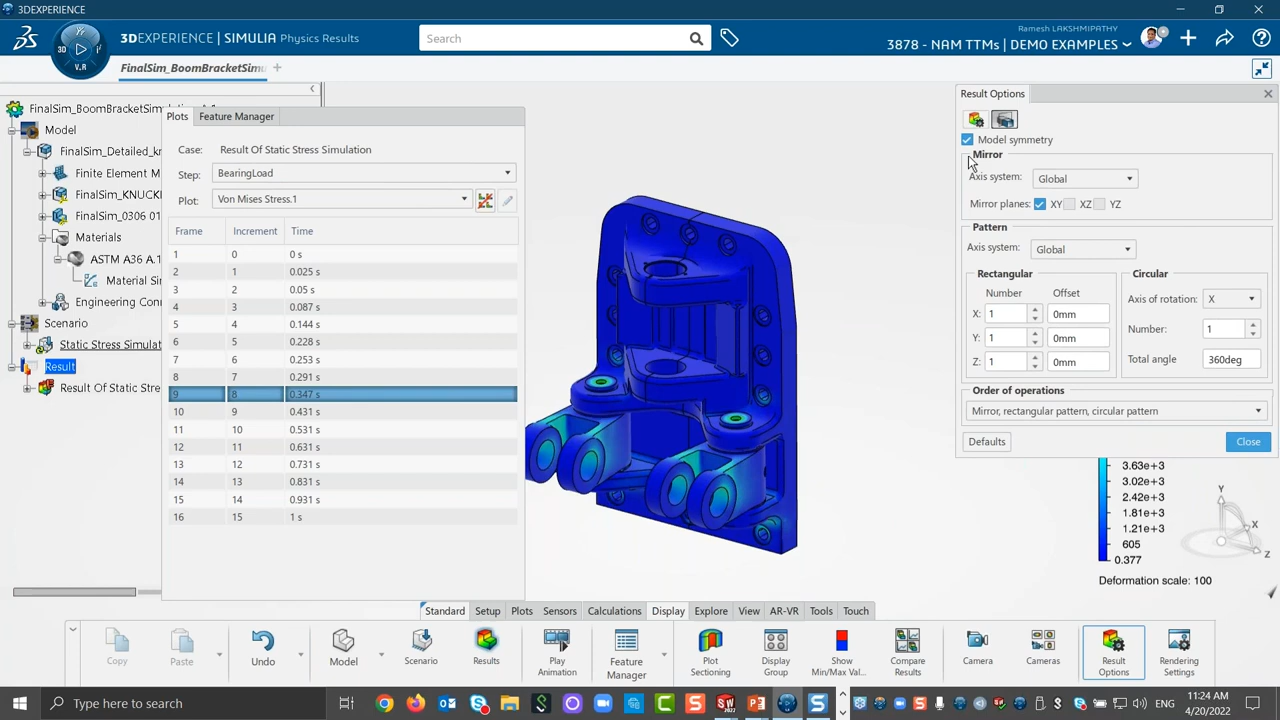 3DEXPERIENCE
3D
V.R
3DEXPERIENCE | SIMULIA Physics Results
Search
Ramesh LAKSHMIPATHY
3878 - NAM TTMs | DEMO EXAMPLES
FinalSim_BoomBracketSimu
FinalSim_BoomBracketSimulation A.1
Model
FinalSim_Detailed_kn
Finite Element M
FinalSim_KNUCK
FinalSim_0306 01
Materials
ASTM A36 A.1
Material Si
Engineering Conn
Scenario
Static Stress Simulat
Result
Result Of Static Stre
Plots
Feature Manager
Case: Result Of Static Stress Simulation
Step: BearingLoad
Plot: Von Mises Stress.1
Frame Increment Time
1 0 0 s
2 1 0.025 s
3 2 0.05 s
4 3 0.087 s
5 4 0.144 s
6 5 0.228 s
7 6 0.253 s
8 7 0.291 s
9 8 0.347 s
10 9 0.431 s
11 10 0.531 s
12 11 0.631 s
13 12 0.731 s
14 13 0.831 s
15 14 0.931 s
16 15 1 s
Result Options
Model symmetry
Mirror
Axis system: Global
Mirror planes: XY XZ YZ
Pattern
Axis system: Global
Rectangular
Number Offset
X: 1 0mm
Y: 1 0mm
Z: 1 0mm
Circular
Axis of rotation: X
Number: 1
Total angle 360deg
Order of operations
Mirror, rectangular pattern, circular pattern
Defaults
Close
3.63e+3
3.02e+3
2.42e+3
1.81e+3
1.21e+3
605
0.377
Y
X
Z
Deformation scale: 100
Standard Setup Plots Sensors Calculations Display Explore View AR-VR Tools Touch
Copy
Paste
Undo
Model
Scenario
Results
Play
Animation
Feature
Manager
Plot
Sectioning
Display
Group
Show
Min/Max Val...
Compare
Results
Camera
Cameras
Result
Options
Rendering
Settings
Type here to search
ENG
11:24 AM
4/20/2022